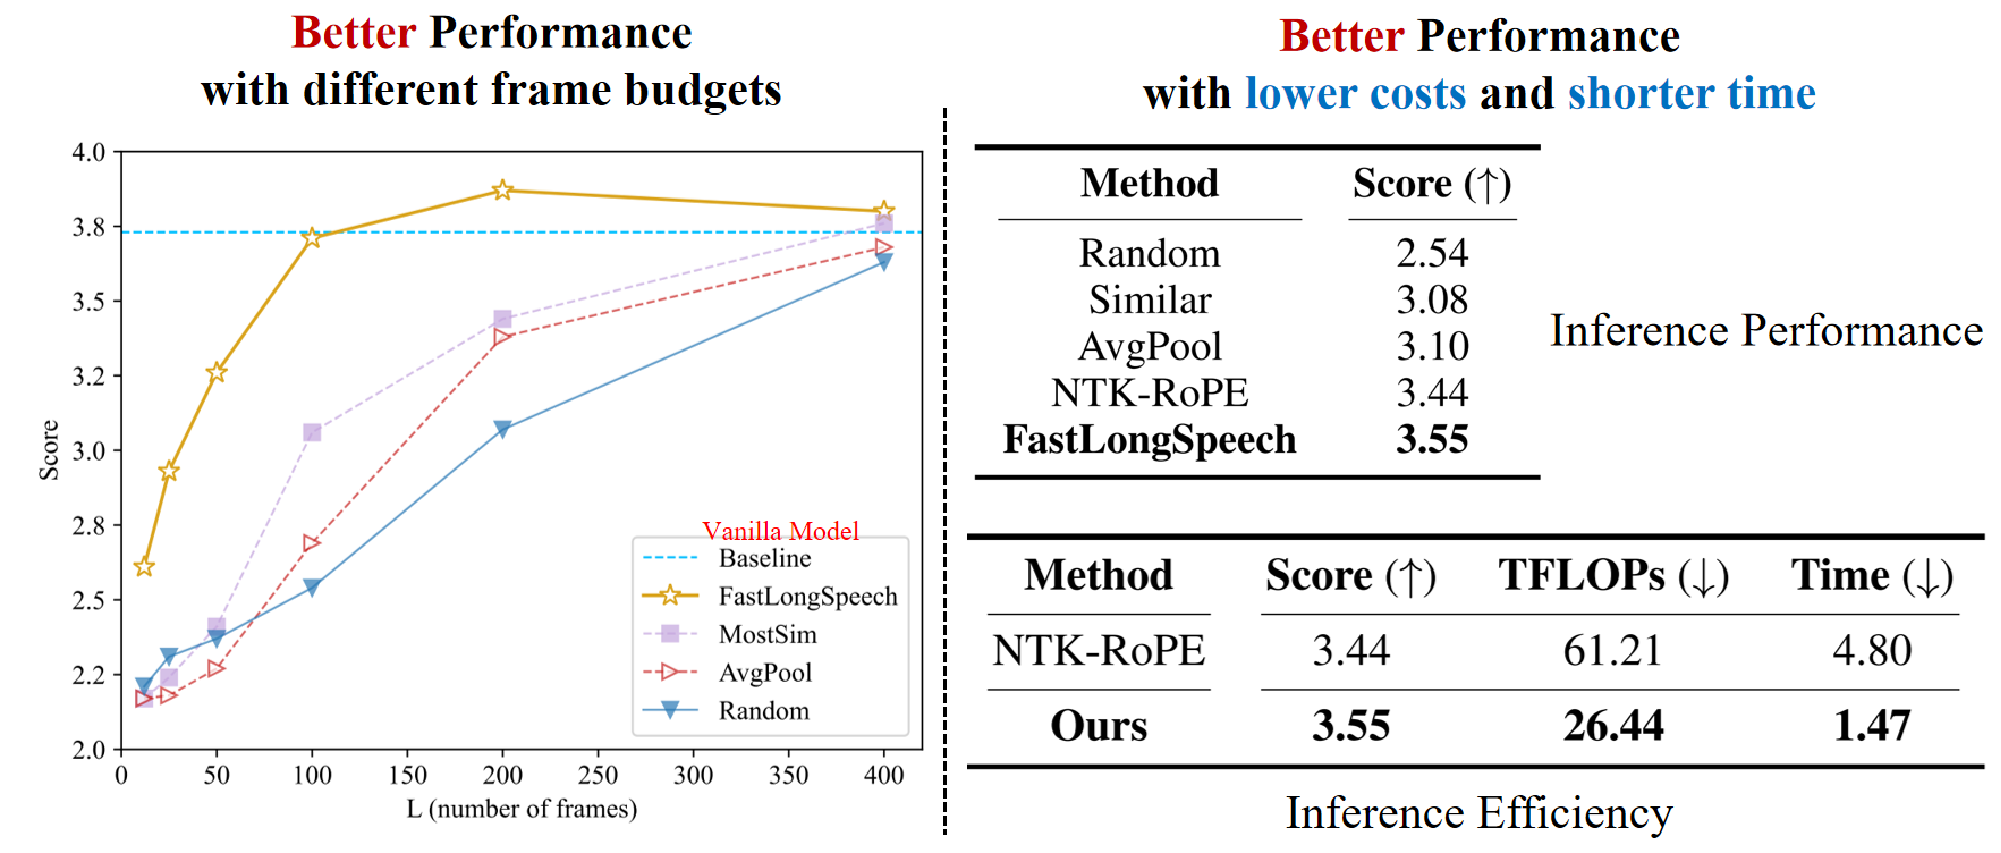 Better Performance
with different frame budgets
4.0
3.8
3.5
3.2
3.0
2.8
2.5
2.2
2.0
Score
0 50 100 150 200 250 300 350 400
L (number of frames)
Vanilla Model
Baseline
FastLongSpeech
MostSim
AvgPool
Random
Better Performance
with lower costs and shorter time
Method Score (↑)
Random 2.54
Similar 3.08
AvgPool 3.10
NTK-RoPE 3.44
FastLongSpeech 3.55
Inference Performance
Method Score (↑) TFLOPs (↓) Time (↓)
NTK-RoPE 3.44 61.21 4.80
Ours 3.55 26.44 1.47
Inference Efficiency